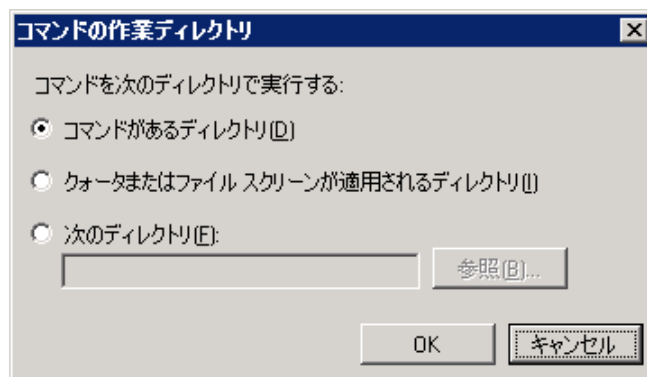 コマンドの作業ディレクトリ
コマンドを次のディレクトリで実行する:
コマンドがあるディレクトリ(D)
クォータまたはファイル スクリーンが適用されるディレクトリ(I)
次のディレクトリ(F):
参照(B)...
OK
キャンセル